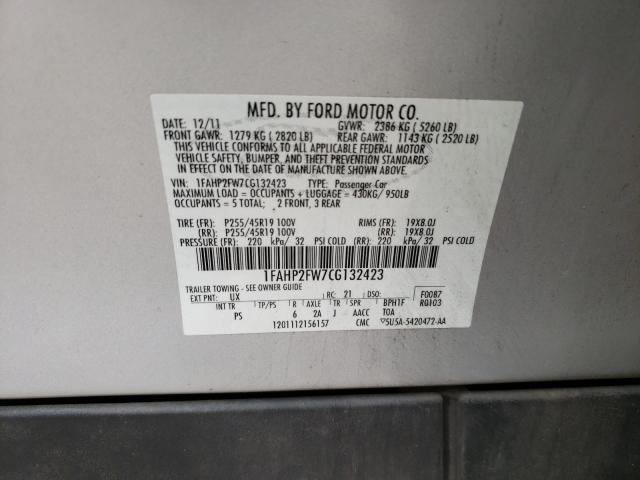 MFD. BY FORD MOTOR CO.
DATE: 12/11 GVWR: 2386 KG ( 5260 LB)
FRONT GAWR: 1279 KG ( 2820 LB) REAR GAWR: 1143 KG ( 2520 LB)
THIS VEHICLE CONFORMS TO ALL APPLICABLE FEDERAL MOTOR
VEHICLE SAFETY, BUMPER, AND THEFT PREVENTION STANDARDS
IN EFFECT ON THE DATE OF MANUFACTURE SHOWN ABOVE.
VIN: 1FAHP2FW7CG132423 TYPE: Passenger Car
MAXIMUM LOAD = OCCUPANTS + LUGGAGE = 430KG/ 950LB
OCCUPANTS = 5 TOTAL; 2 FRONT, 3 REAR
TIRE (FR): P255/45R19 100V RIMS (FR): 19X8.0J
(RR): P255/45R19 100V (RR): 19X8.0J
PRESSURE (FR): 220 kPa/ 32 PSI COLD (RR): 220 kPa/ 32 PSI COLD
1FAHP2FW7CG132423
TRAILER TOWING - SEE OWNER GUIDE
EXT PNT: UX RC: 21 DSO: F0087
INT TR TP/PS R AXLE TR SPR BPH1F R0103
PS 6 2A J AACC TOA
1201112156157 CMC ▽5U5A-5420472-AA